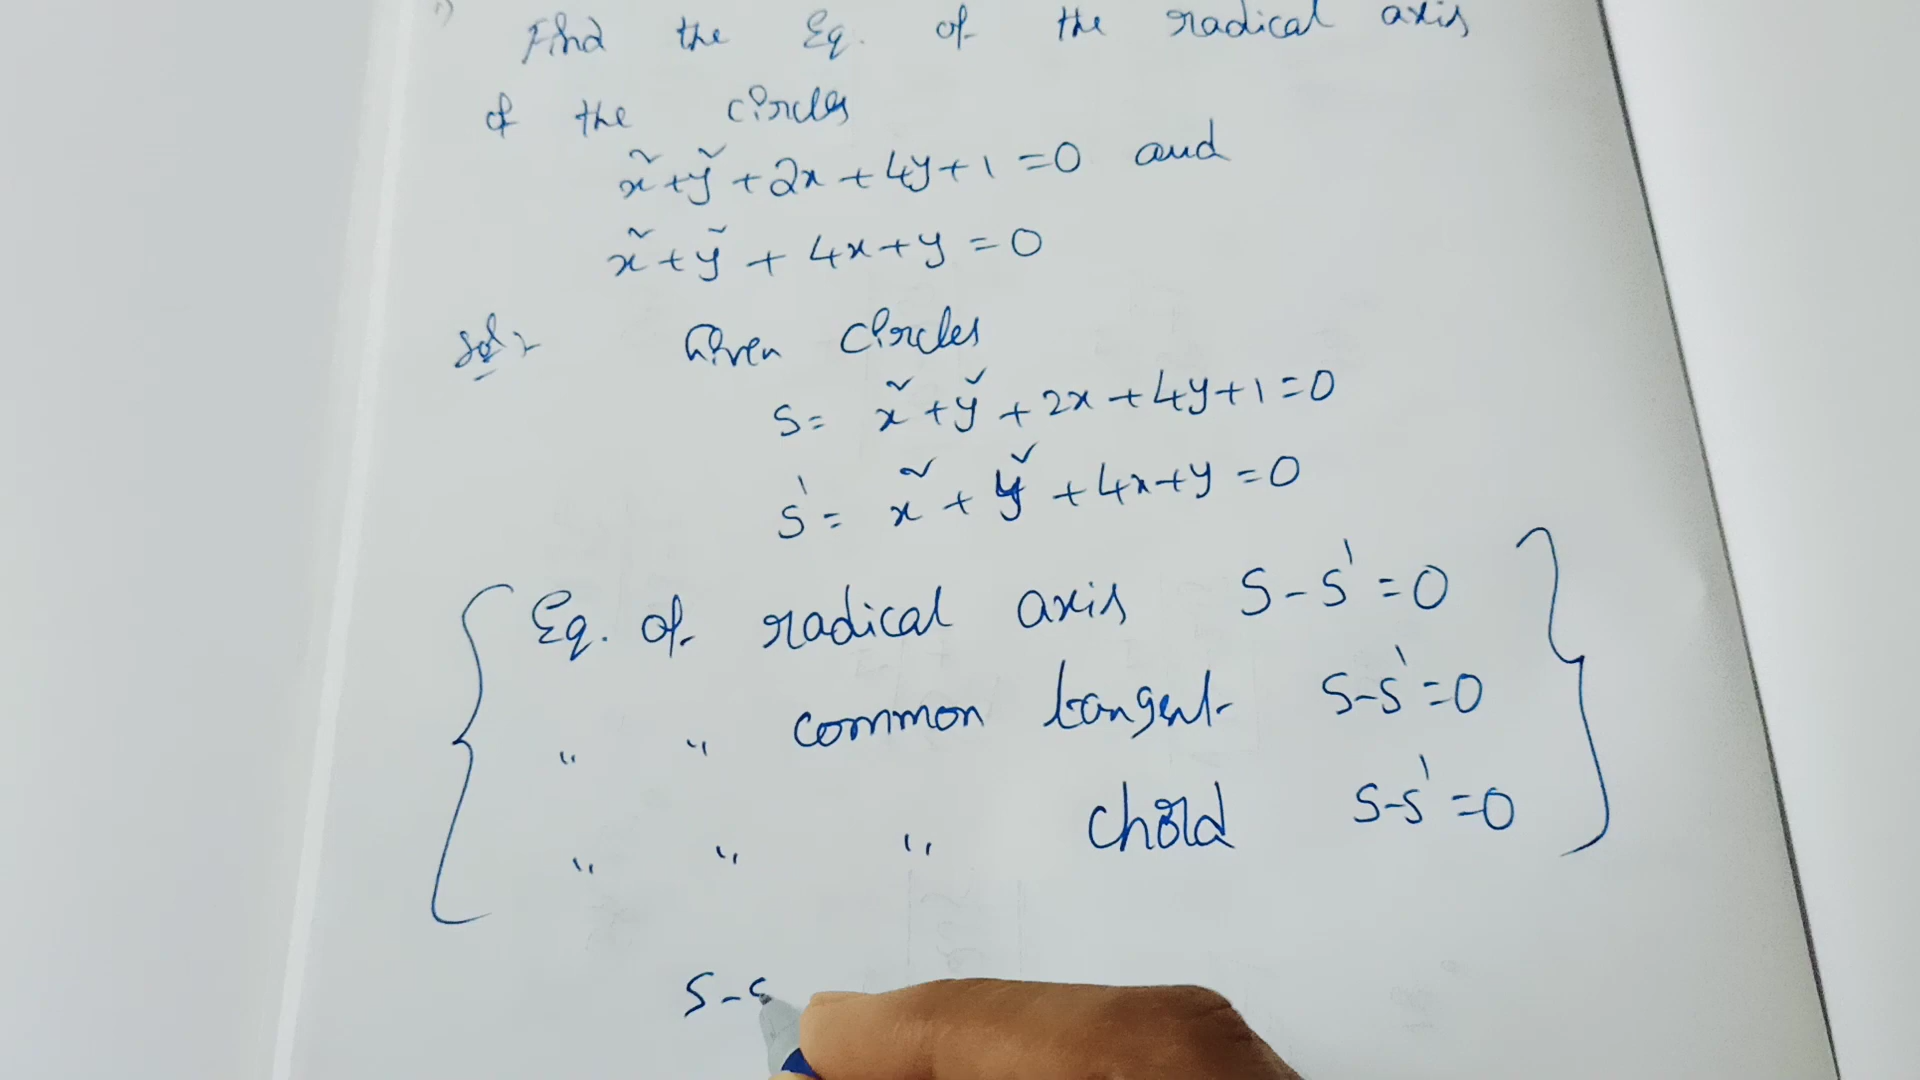 1)
Find the Eq. of the radical axis
of the circles
x²+y²+2x+4y+1=0 and
x²+y²+4x+y=0
Sol:- Given Circles
S= x²+y²+2x+4y+1=0
S'= x²+y²+4x+y=0
Eq. of radical axis S-S'=0
" " common tangent S-S'=0
" " " chord S-S'=0
S-S